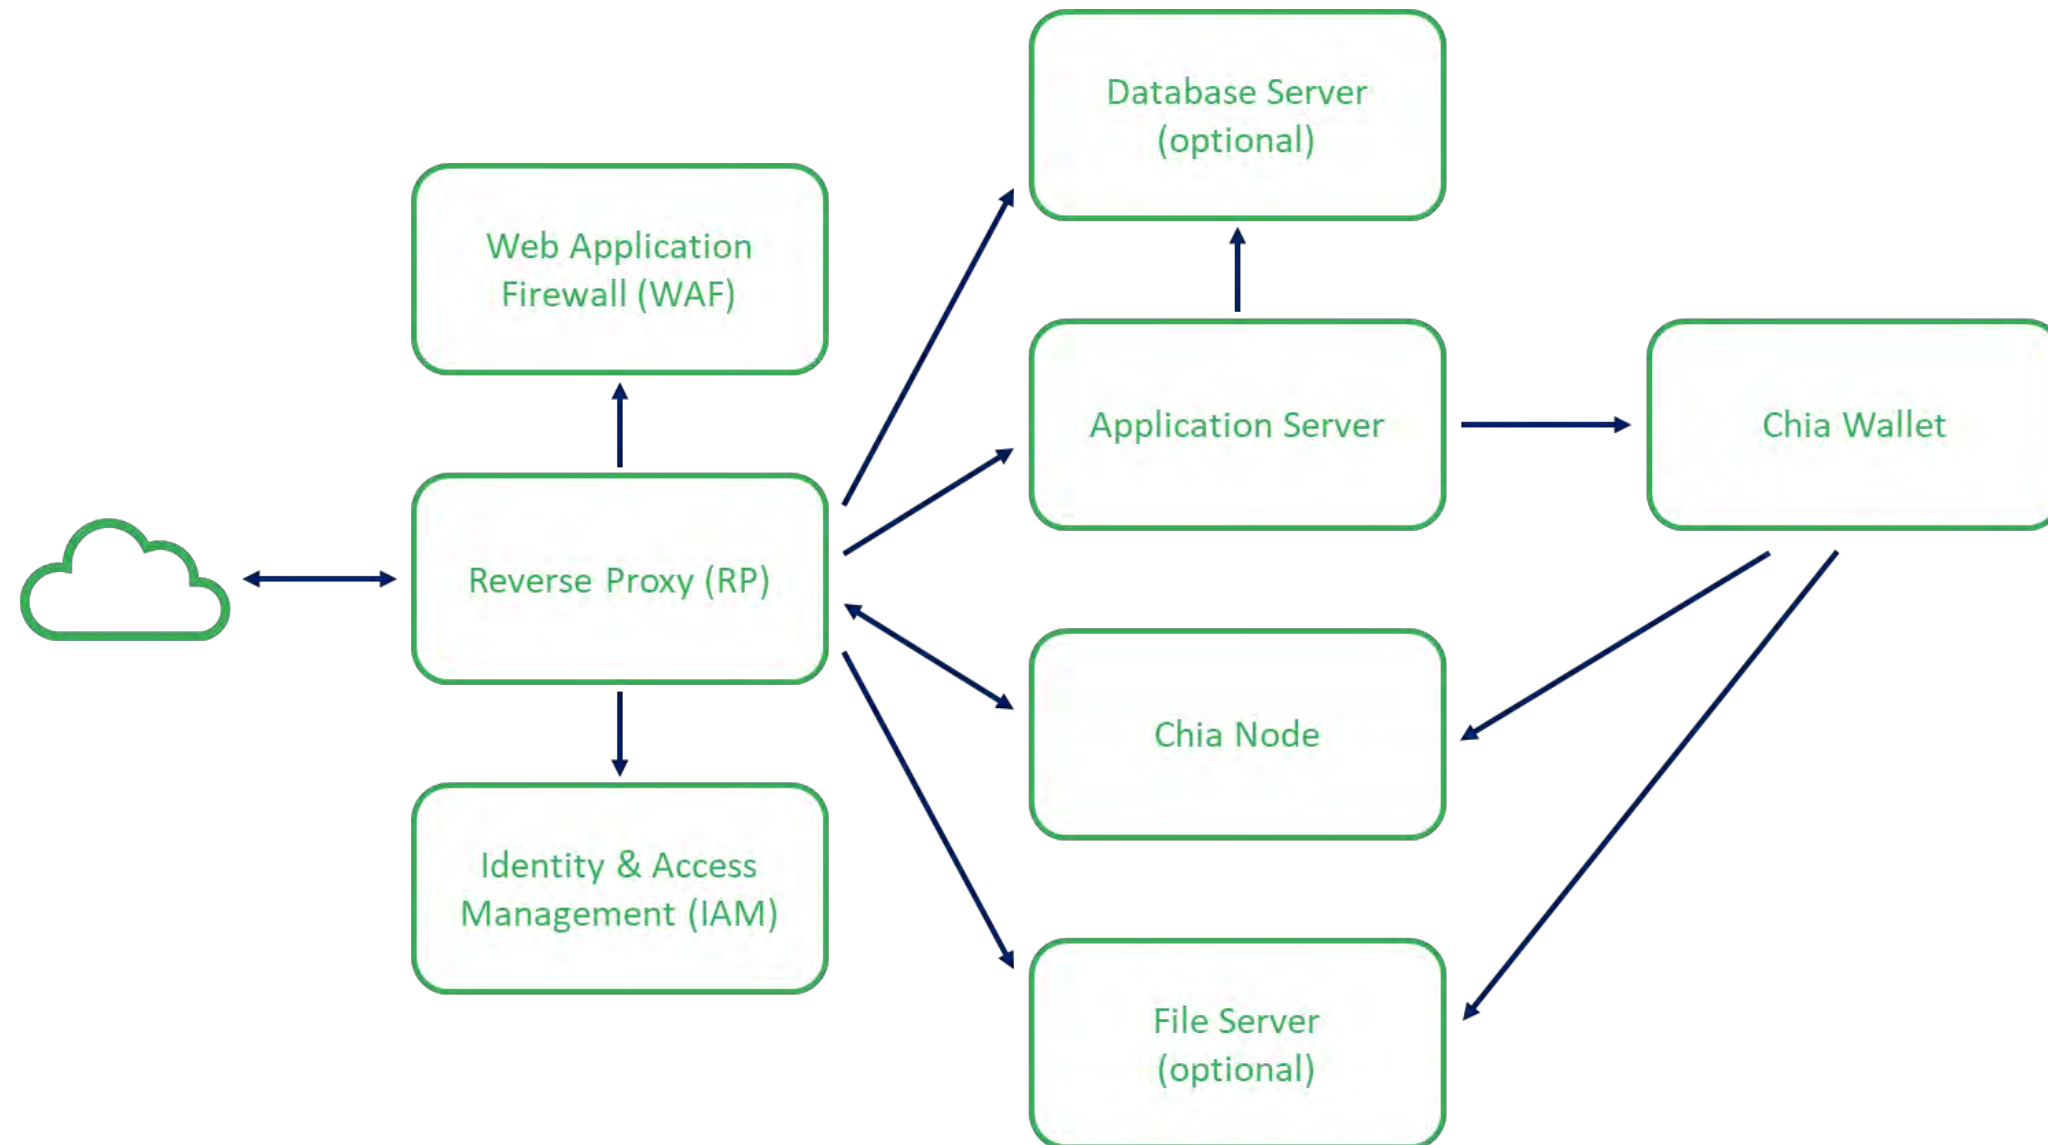 Database Server
(optional)
Web Application
Firewall (WAF)
Application Server
Chia Wallet
Reverse Proxy (RP)
Chia Node
Identity & Access
Management (IAM)
File Server
(optional)